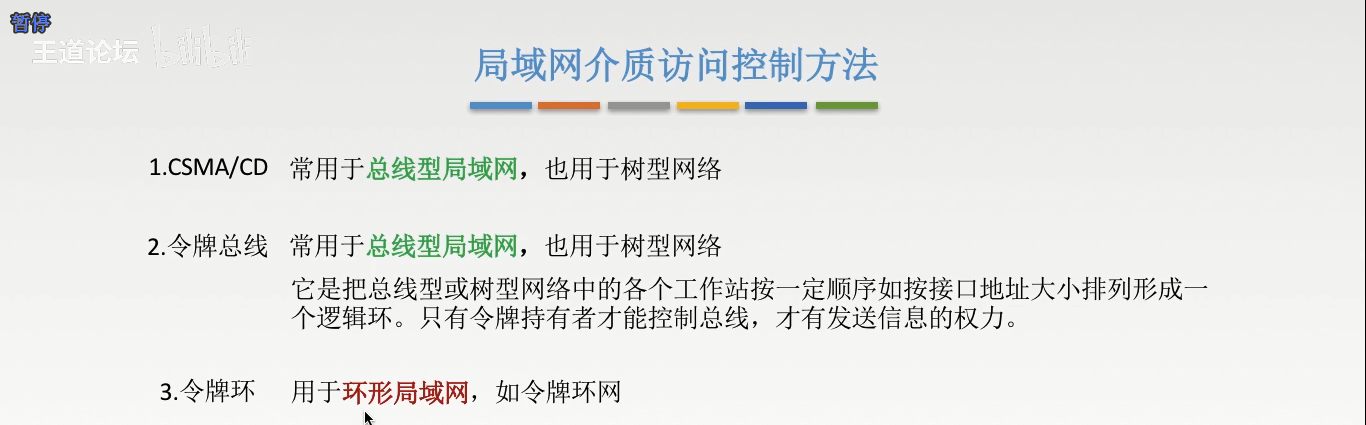 暂停
王道论坛 bilibili
局域网介质访问控制方法
1.CSMA/CD 常用于总线型局域网，也用于树型网络
2.令牌总线 常用于总线型局域网，也用于树型网络
它是把总线型或树型网络中的各个工作站按一定顺序如按接口地址大小排列形成一
个逻辑环。只有令牌持有者才能控制总线，才有发送信息的权力。
3.令牌环 用于环形局域网，如令牌环网